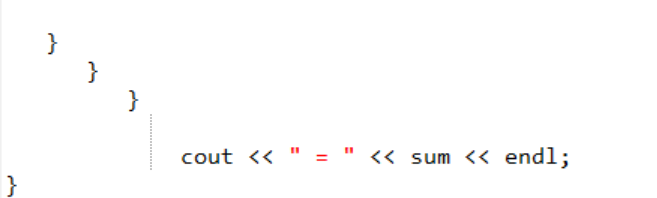 }
}
}
cout << " = " << sum << endl;
}